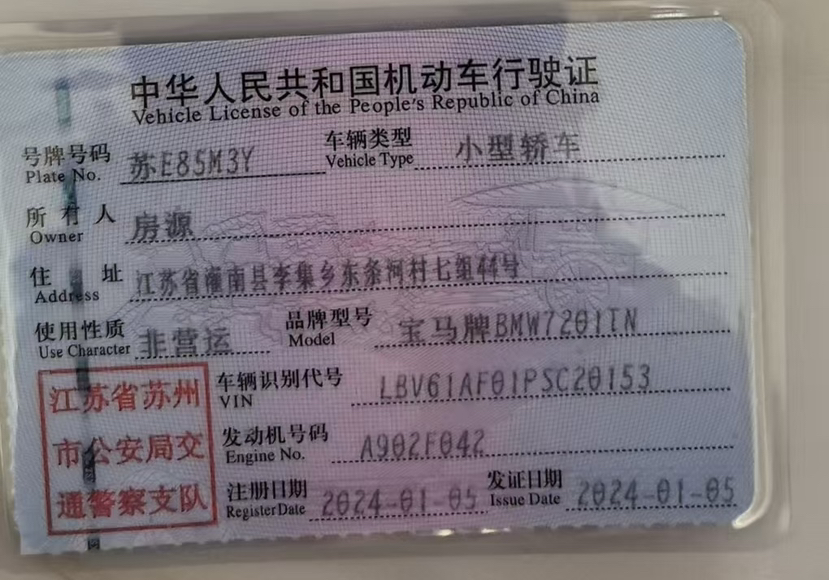 中华人民共和国机动车行驶证
Vehicle License of the People's Republic of China
号牌号码 苏E85M3Y 车辆类型 小型轿车
Plate No. Vehicle Type
所有人 房源
Owner
住址 江苏省灌南县李集乡东条河村七组44号
Address
使用性质 非营运 品牌型号 宝马牌BMW7201TN
Use Character Model
江苏省苏州
市公安局交
通警察支队
车辆识别代号 LBV61AF01PSC20153
VIN
发动机号码 A902F042
Engine No.
注册日期 2024-01-05 发证日期 2024-01-05
Register Date Issue Date